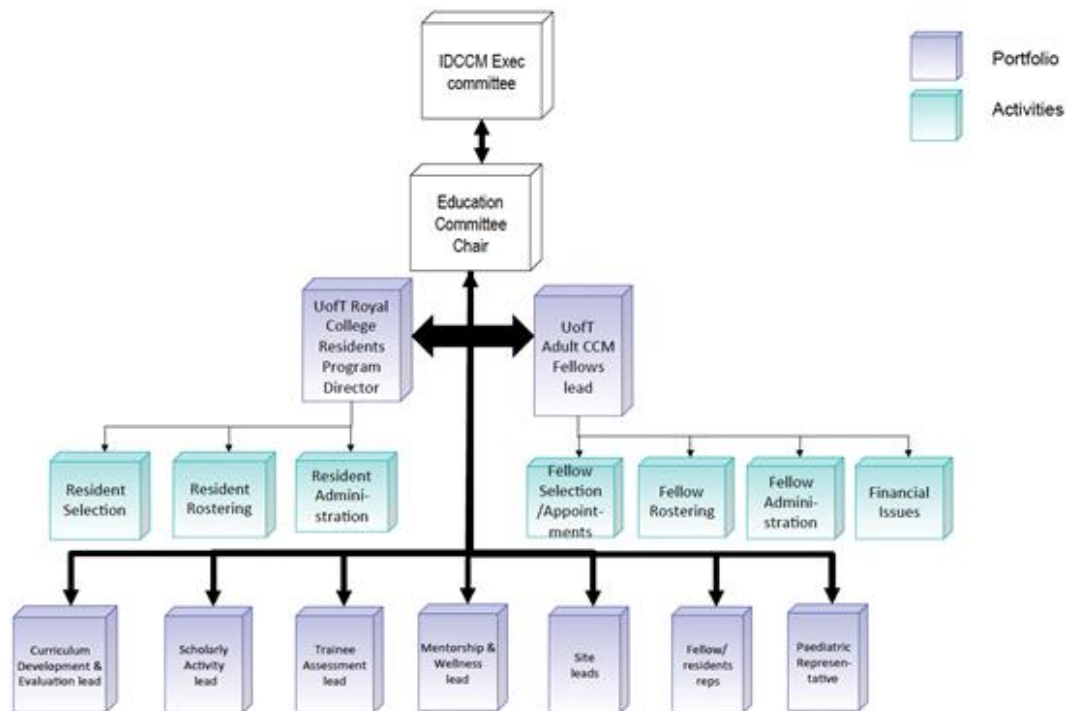 IDCCM Exec
committee
Portfolio
Activities
Education
Committee
Chair
UofT Royal
College
Residents
Program
Director
UofT
Adult CCM
Fellows
lead
Resident
Selection
Resident
Rostering
Resident
Admini-
stration
Fellow
Selection
/Appoint-
ments
Fellow
Rostering
Fellow
Admini-
stration
Financial
Issues
Curriculum
Development &
Evaluation lead
Scholarly
Activity
lead
Trainee
Assessment
lead
Mentorship &
Wellness
lead
Site
leads
Fellow/
residents
reps
Paediatric
Represen-
tative